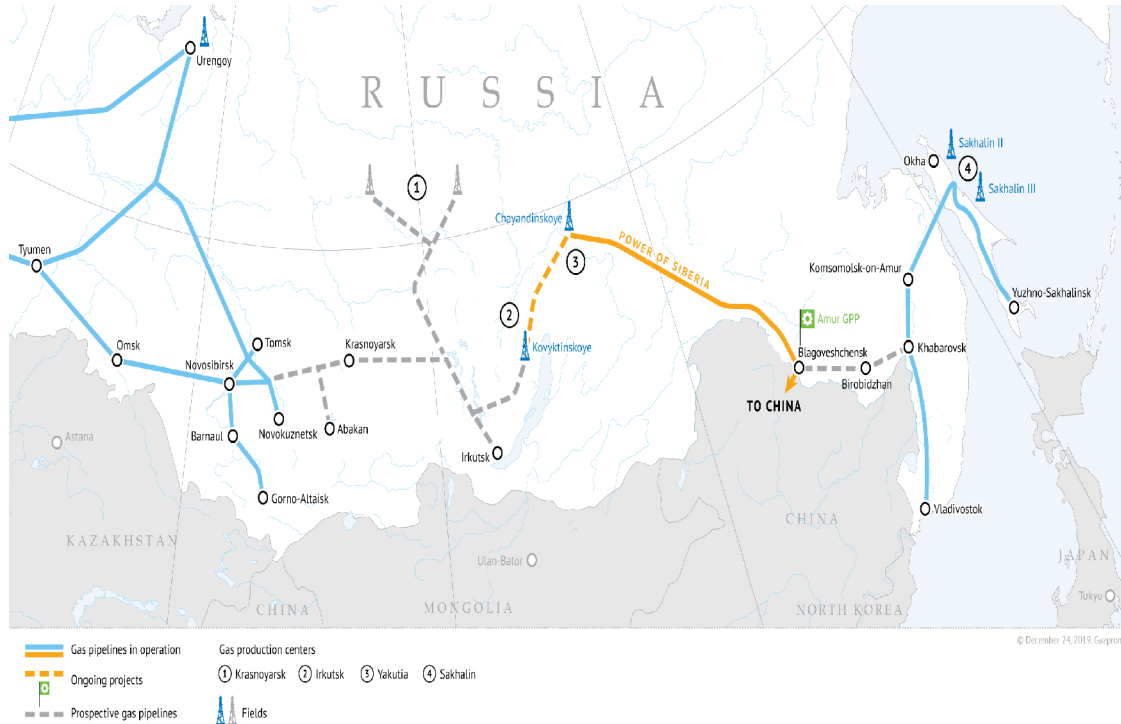 Urengoy
RUSSIA
Okha
Sakhalin II
4
Sakhalin III
1
Chayandinskoye
POWER OF SIBERIA
3
Tyumen
Komsomolsk-on-Amur
Yuzhno-Sakhalinsk
2
Amur GPP
Omsk
Tomsk
Krasnoyarsk
Kovyktinskoye
Novosibirsk
Blagoveshchensk
Khabarovsk
Birobidzhan
TO CHINA
Novokuznetsk
Abakan
Astana
Barnaul
Irkutsk
Gorno-Altaisk
Vladivostok
CHINA
KAZAKHSTAN
Ulan-Bator
JAPAN
CHINA
MONGOLIA
NORTH KOREA
Tokyo
© December 24, 2019. Gazprom
Gas pipelines in operation
Gas production centers
Ongoing projects
1 Krasnoyarsk 2 Irkutsk 3 Yakutia 4 Sakhalin
Prospective gas pipelines
Fields